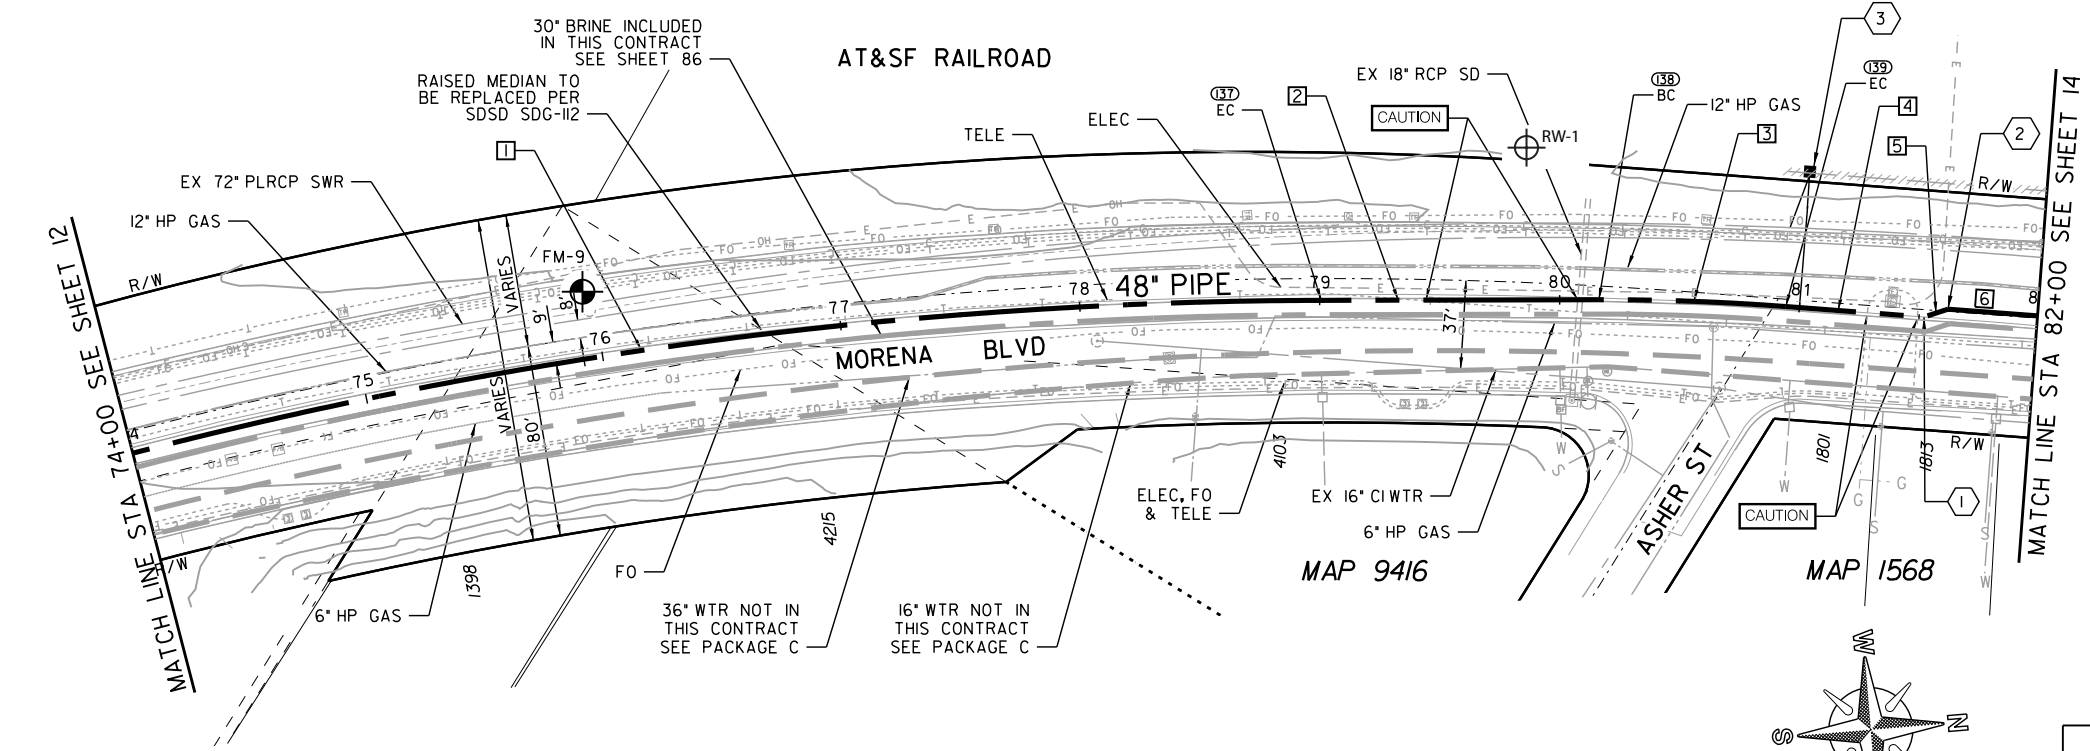 30" BRINE INCLUDED
IN THIS CONTRACT
SEE SHEET 86
AT&SF RAILROAD
RAISED MEDIAN TO
BE REPLACED PER
SDSD SDG-112
1
EX 72" PLRCP SWR
12" HP GAS
TELE
ELEC
137
EC
2
EX 18" RCP SD
CAUTION
RW-1
138
BC
12" HP GAS
3
3
139
EC
4
5
2
R/W
MATCH LINE STA 74+00 SEE SHEET 12
MATCH LINE STA 82+00 SEE SHEET 14
R/W
VARIES
FM-9
9'
8'
75
76
77
78
48" PIPE
79
80
81
6
8
4
37'
MORENA BLVD
VARIES
80'
R/W
R/W
6" HP GAS
1398
FO
4215
36" WTR NOT IN
THIS CONTRACT
SEE PACKAGE C
16" WTR NOT IN
THIS CONTRACT
SEE PACKAGE C
ELEC, FO
& TELE
4103
EX 16" CI WTR
6" HP GAS
MAP 9416
ASHER ST
CAUTION
1801
1813
1
MAP 1568
W
N
S